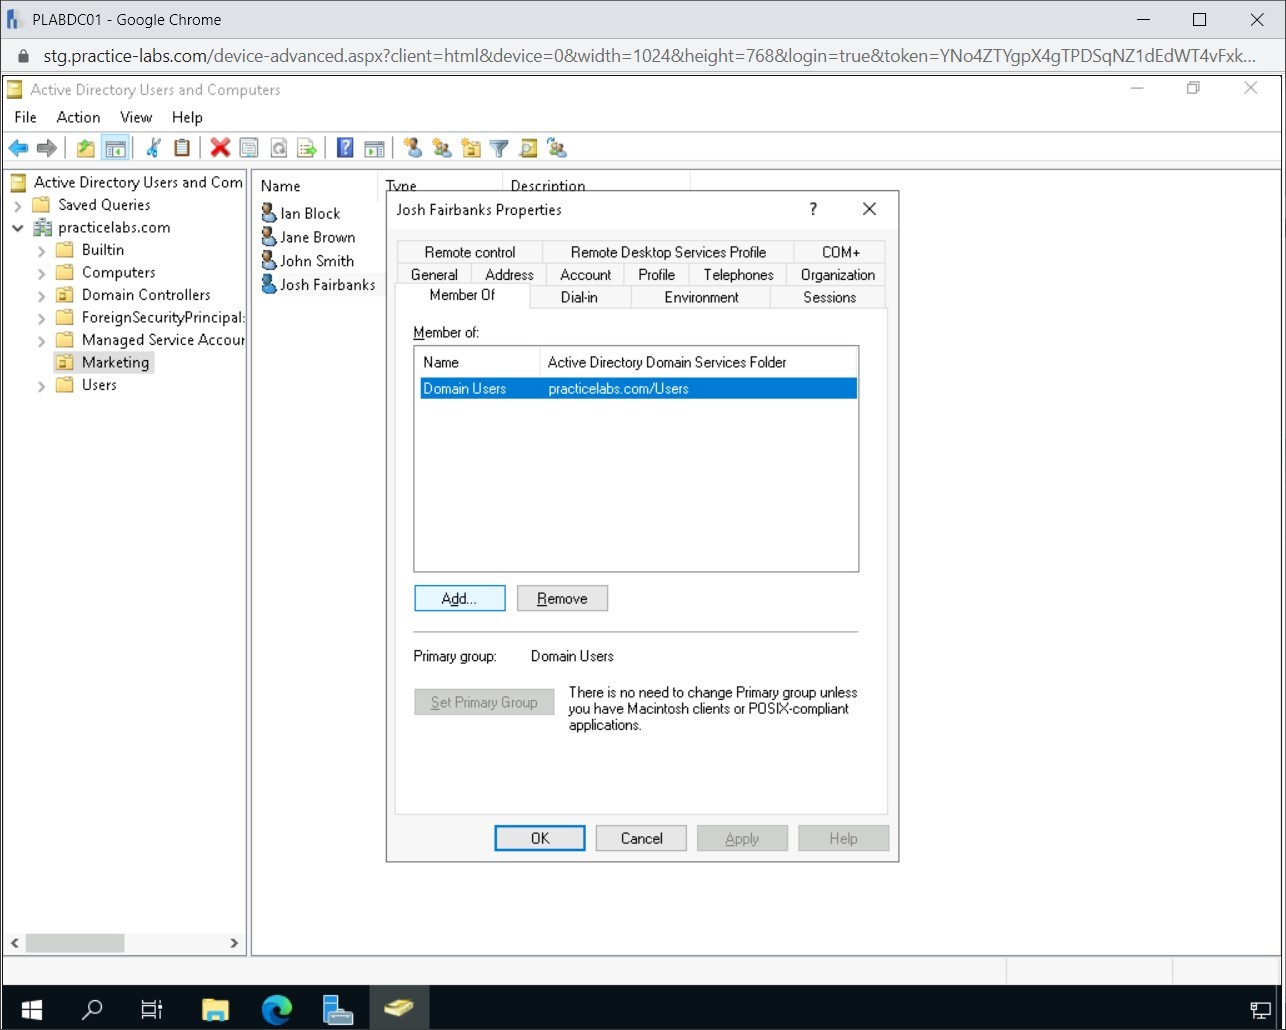 PLABDC01 - Google Chrome
stg.practice-labs.com/device-advanced.aspx?client=html&device=0&width=1024&height=768&login=true&token=YNo4ZTYgpX4gTPDSqNZ1dEdWT4vFxk...
Active Directory Users and Computers
File Action View Help
Active Directory Users and Com
Saved Queries
practicelabs.com
Builtin
Computers
Domain Controllers
ForeignSecurityPrincipal:
Managed Service Accour
Marketing
Users
Name Type Description
Ian Block
Jane Brown
John Smith
Josh Fairbanks
Josh Fairbanks Properties
?
Remote control Remote Desktop Services Profile COM+
General Address Account Profile Telephones Organization
Member Of Dial-in Environment Sessions
Member of:
Name Active Directory Domain Services Folder
Domain Users practicelabs.com/Users
Add... Remove
Primary group: Domain Users
Set Primary Group
There is no need to change Primary group unless
you have Macintosh clients or POSIX-compliant
applications.
OK Cancel Apply Help